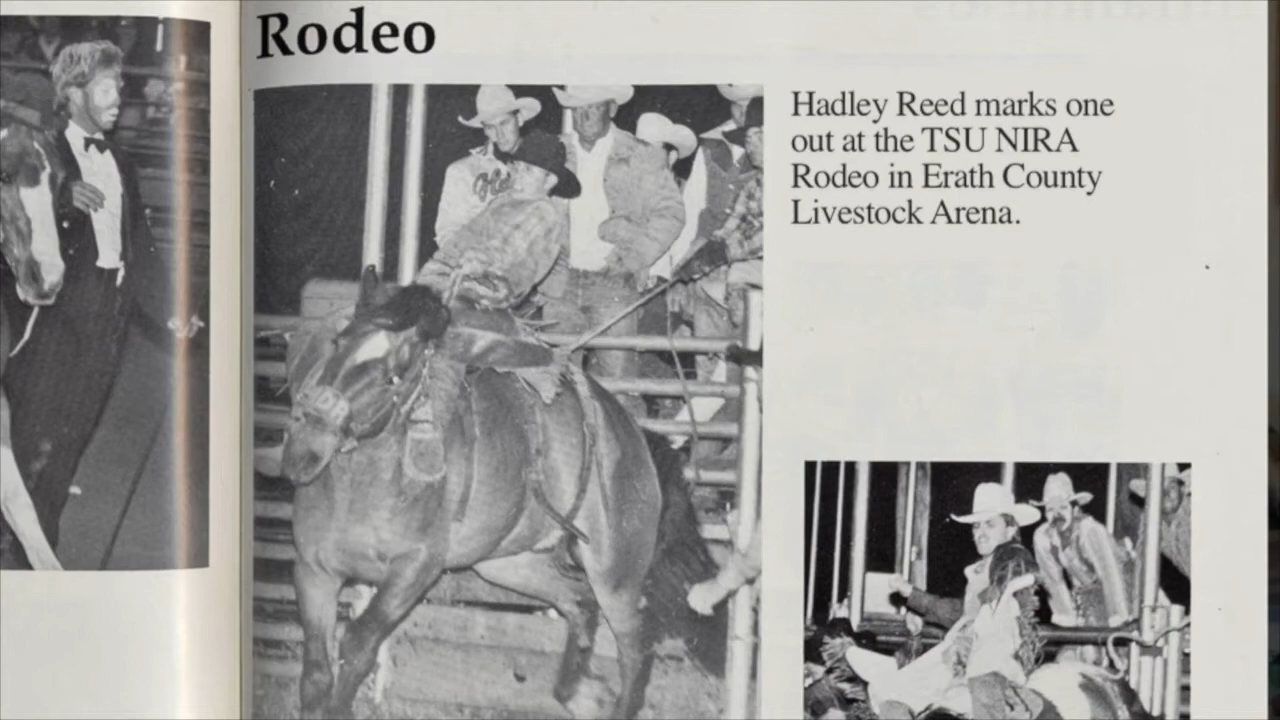 Rodeo
Hadley Reed marks one
out at the TSU NIRA
Rodeo in Erath County
Livestock Arena.